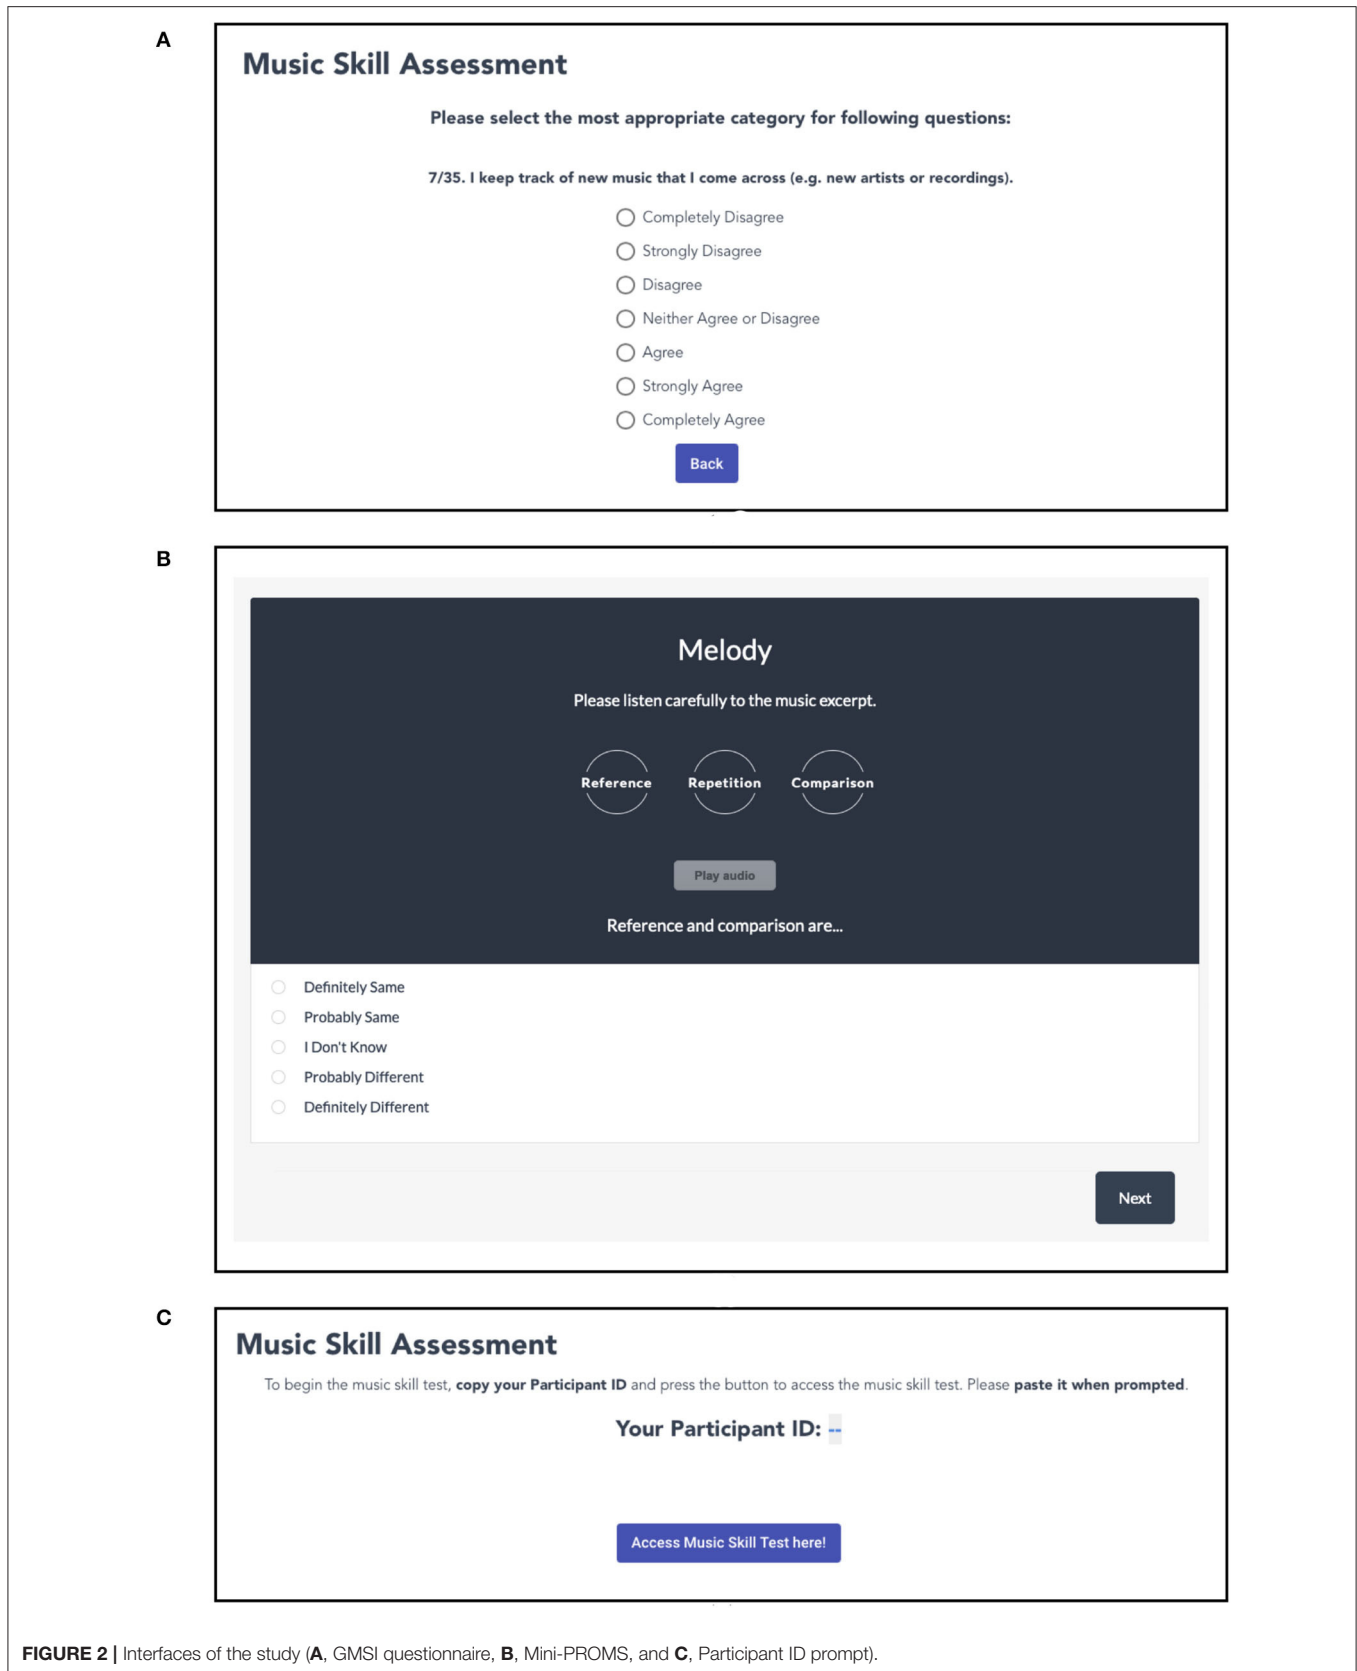 A
Music Skill Assessment
Please select the most appropriate category for following questions:
7/35. I keep track of new music that I come across (e.g. new artists or recordings).
Completely Disagree
Strongly Disagree
Disagree
Neither Agree or Disagree
Agree
Strongly Agree
Completely Agree
Back
B
Melody
Please listen carefully to the music excerpt.
Reference Repetition Comparison
Play audio
Reference and comparison are...
Definitely Same
Probably Same
I Don't Know
Probably Different
Definitely Different
Next
C
Music Skill Assessment
To begin the music skill test, copy your Participant ID and press the button to access the music skill test. Please paste it when prompted.
Your Participant ID: --
Access Music Skill Test here!
FIGURE 2 | Interfaces of the study (A, GMSI questionnaire, B, Mini-PROMS, and C, Participant ID prompt).